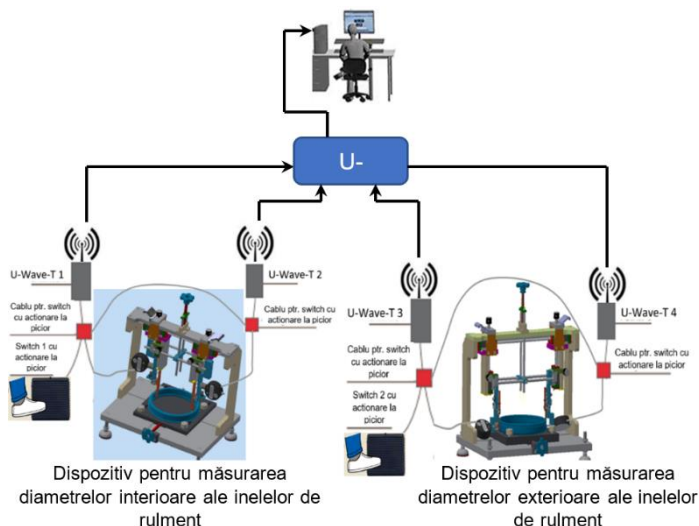 U-
U-Wave-T 1
U-Wave-T 2
Cablu ptr. switch
cu actionare la
picior
Cablu ptr. switch cu
actionare la picior
Switch 1 cu
actionare la
picior
U-Wave-T 3
U-Wave-T 4
Cablu ptr. switch
cu actionare la
picior
Cablu ptr. switch cu
actionare la picior
Switch 2 cu
actionare la
picior
Dispozitiv pentru măsurarea
diametrelor interioare ale inelelor de
rulment
Dispozitiv pentru măsurarea
diametrelor exterioare ale inelelor
de rulment